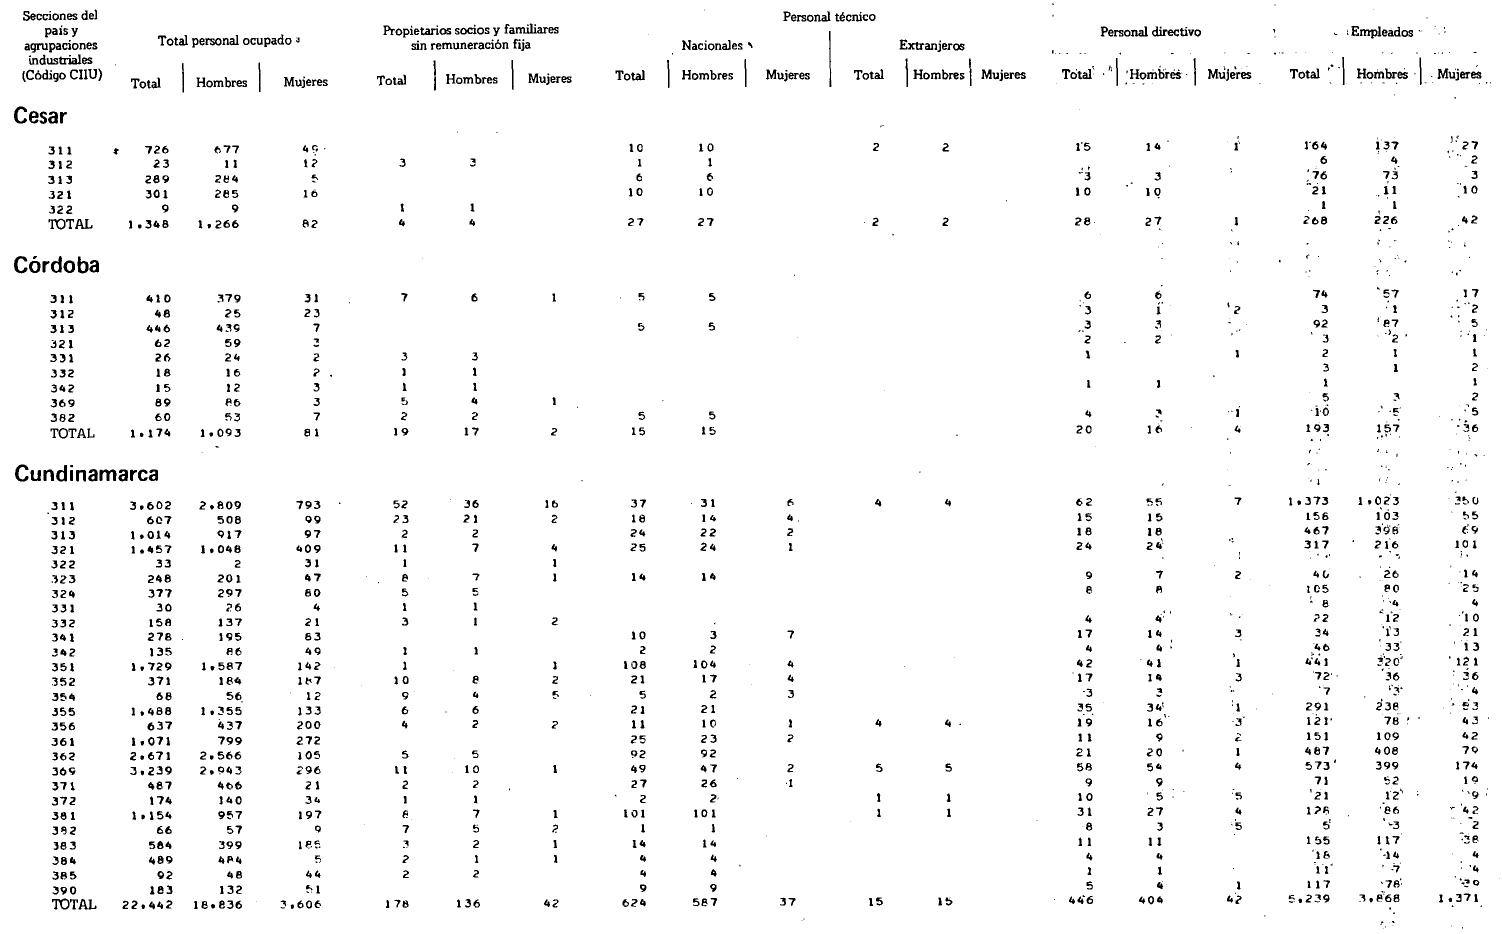 Secciones del país y agrupaciones industriales (Código CIIU) Total personal ocupado a Propietarios socios y familiares sin remuneración fija Personal técnico Personal directivo Empleados
Nacionales Extranjeros
Total Hombres Mujeres Total Hombres Mujeres Total Hombres Mujeres Total Hombres Mujeres Total Hombres Mujeres Total Hombres Mujeres
Cesar
311 726 677 49 10 10 2 2 15 14 1 164 137 27
312 23 11 12 3 3 1 1 6 4 2
313 289 284 5 6 6 3 3 76 73 3
321 301 285 16 10 10 10 10 21 11 10
322 9 9 1 1 1 1
TOTAL 1.348 1.266 82 4 4 27 27 2 2 28 27 1 268 226 42
Córdoba
311 410 379 31 7 6 1 5 5 6 6 74 57 17
312 48 25 23 3 1 2 3 1 2
313 446 439 7 5 5 3 3 92 87 5
321 62 59 3 2 2 3 2 1
331 26 24 2 3 3 1 1 2 1 1
332 18 16 2 1 1 3 1 2
342 15 12 3 1 1 1 1 1 1
369 89 86 3 5 4 1 5 3 2
382 60 53 7 2 2 5 5 4 3 1 10 5 5
TOTAL 1.174 1.093 81 19 17 2 15 15 20 16 4 193 157 36
Cundinamarca
311 3.602 2.809 793 52 36 16 37 31 6 4 4 62 55 7 1.373 1.023 350
312 607 508 99 23 21 2 18 14 4 15 15 158 103 55
313 1.014 917 97 2 2 24 22 2 18 18 467 398 69
321 1.457 1.048 409 11 7 4 25 24 1 24 24 317 216 101
322 33 2 31 1 1
323 248 201 47 8 7 1 14 14 9 7 2 40 26 14
324 377 297 80 5 5 8 8 105 80 25
331 30 26 4 1 1 8 4 4
332 158 137 21 3 1 2 4 4 22 12 10
341 278 195 83 10 3 7 17 14 3 34 13 21
342 135 86 49 1 1 2 2 4 4 46 33 13
351 1.729 1.587 142 1 1 108 104 4 42 41 1 441 320 121
352 371 184 187 10 8 2 21 17 4 17 14 3 72 36 36
354 68 56 12 9 4 5 5 2 3 3 3 7 3 4
355 1.488 1.355 133 6 6 21 21 35 34 1 291 238 53
356 637 437 200 4 2 2 11 10 1 4 4 19 16 3 121 78 43
361 1.071 799 272 25 23 2 11 9 2 151 109 42
362 2.671 2.566 105 5 5 92 92 21 20 1 487 408 79
369 3.239 2.943 296 11 10 1 49 47 2 5 5 58 54 4 573 399 174
371 487 466 21 2 2 27 26 1 9 9 71 52 19
372 174 140 34 1 1 2 2 1 1 10 5 5 21 12 9
381 1.154 957 197 8 7 1 101 101 1 1 31 27 4 128 86 42
382 66 57 9 7 5 2 1 1 8 3 5 5 3 2
383 584 399 185 3 2 1 14 14 11 11 155 117 38
384 489 484 5 2 1 1 4 4 4 4 18 14 4
385 92 48 44 2 2 4 4 1 1 11 7 4
390 183 132 51 9 9 5 4 1 117 78 39
TOTAL 22.442 18.836 3.606 178 136 42 624 587 37 15 15 446 404 42 5.239 3.868 1.371